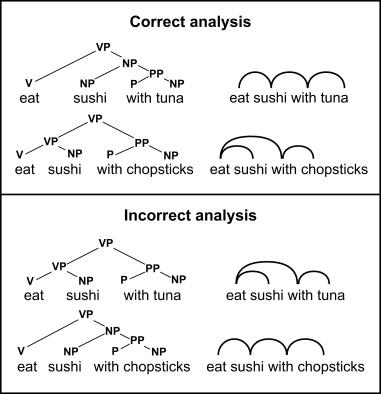 Correct analysis
VP
NP
PP
V NP P NP
eat sushi with tuna eat sushi with tuna
VP
VP PP
V NP P NP
eat sushi with chopsticks eat sushi with chopsticks
Incorrect analysis
VP
VP PP
V NP P NP
eat sushi with tuna eat sushi with tuna
VP
NP
PP
V NP P NP
eat sushi with chopsticks eat sushi with chopsticks